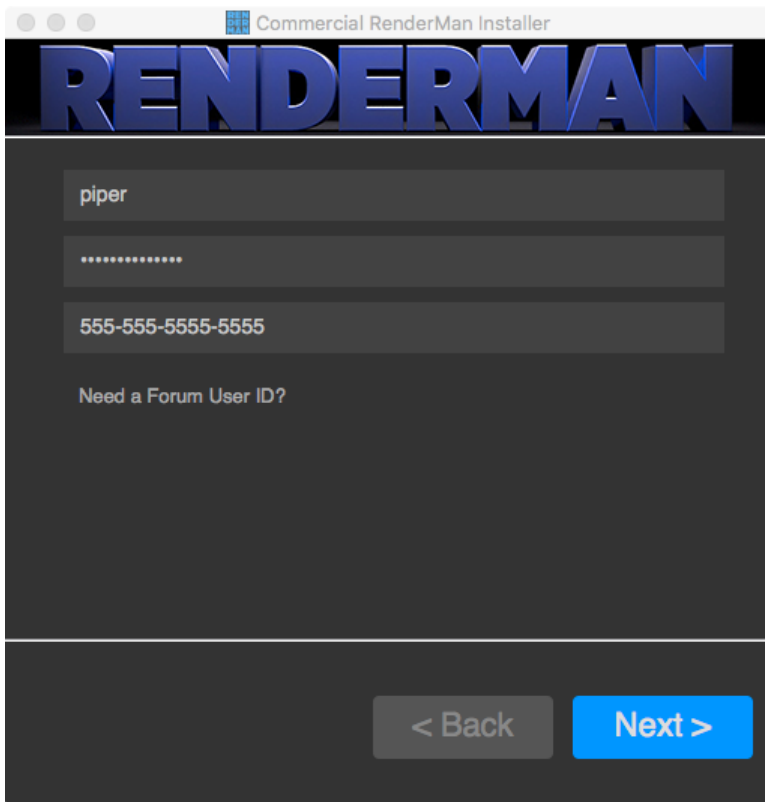 Commercial RenderMan Installer
RENDERMAN
piper
••••••••••••••
555-555-5555-5555
Need a Forum User ID?
< Back
Next >